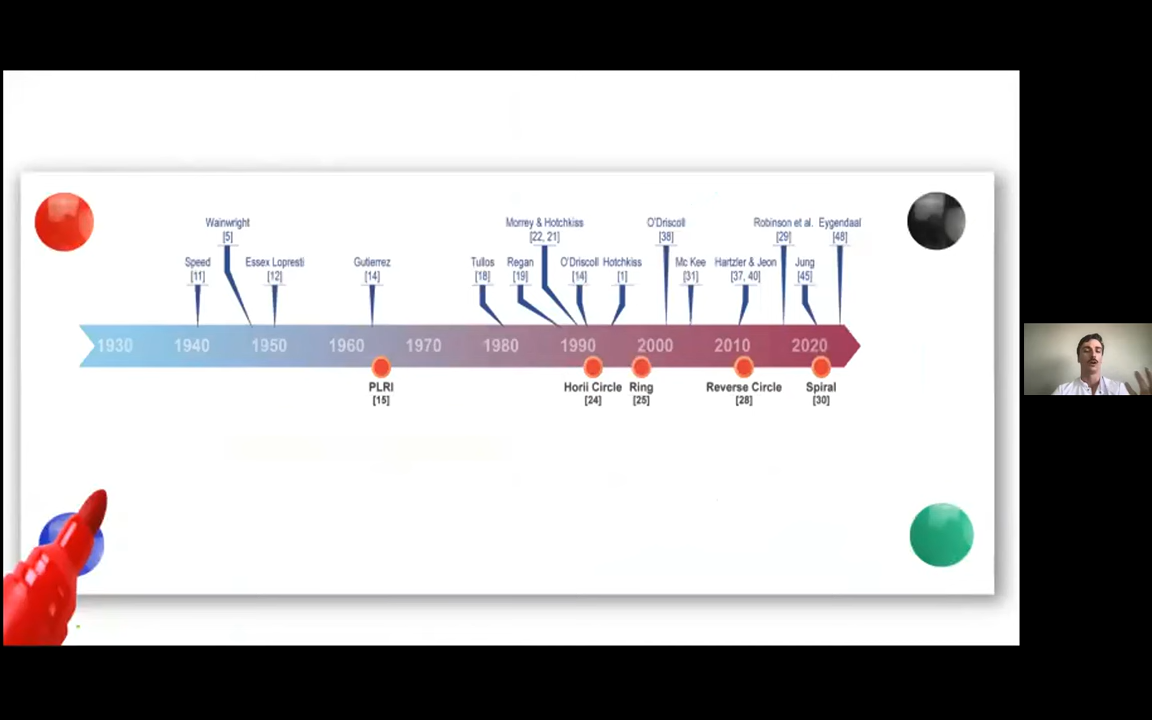 Wainwright
[5]
Morrey & Hotchkiss
[22, 21]
O'Driscoll
[38]
Robinson et al.
[29]
Eygendaal
[48]
Speed
[11]
Essex Lopresti
[12]
Gutierrez
[14]
Tullos
[18]
Regan
[19]
O'Driscoll
[14]
Hotchkiss
[1]
Mc Kee
[31]
Hartzler & Jeon
[37, 40]
Jung
[45]
1930 1940 1950 1960 1970 1980 1990 2000 2010 2020
PLRI
[15]
Horii Circle
[24]
Ring
[25]
Reverse Circle
[28]
Spiral
[30]